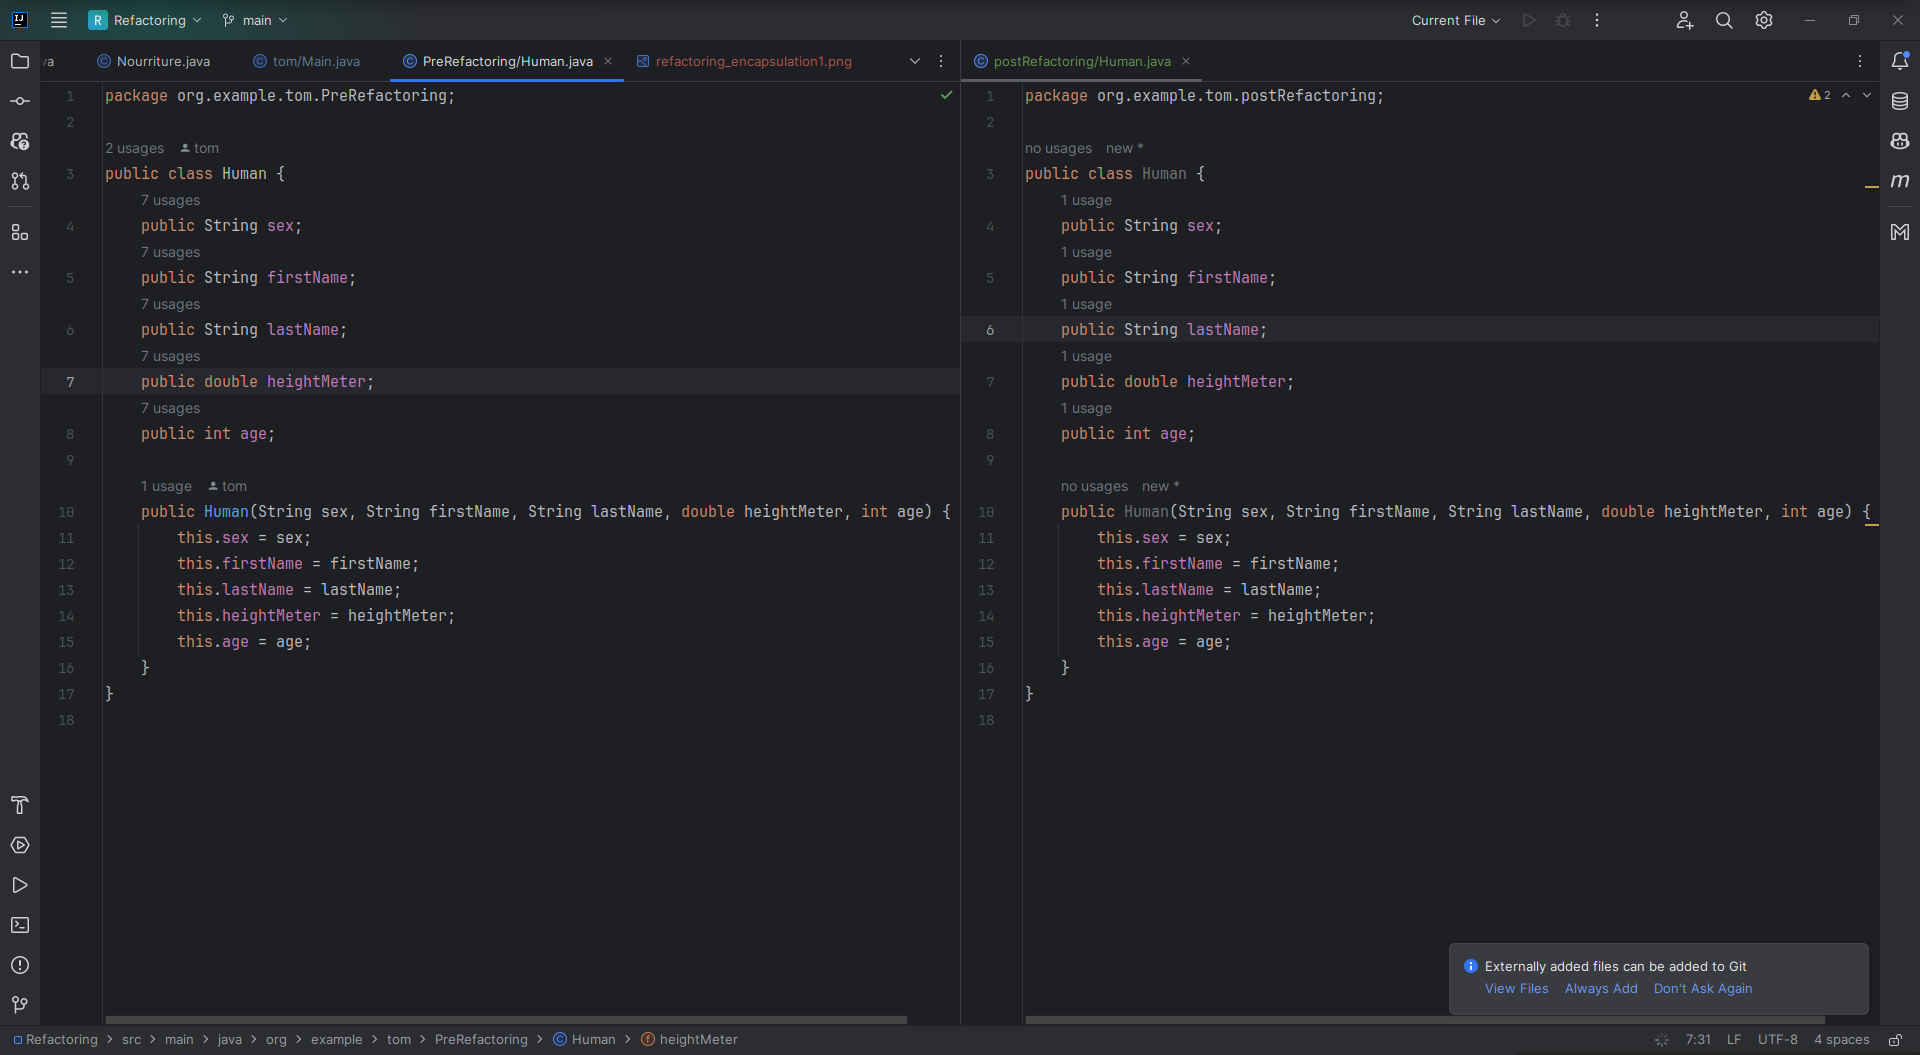 R Refactoring main Current File
va Nourriture.java tom/Main.java PreRefactoring/Human.java refactoring_encapsulation1.png
1 package org.example.tom.PreRefactoring;
2
2 usages tom
3 public class Human {
7 usages
4 public String sex;
7 usages
5 public String firstName;
7 usages
6 public String lastName;
7 usages
7 public double heightMeter;
7 usages
8 public int age;
9
1 usage tom
10 public Human(String sex, String firstName, String lastName, double heightMeter, int age) {
11 this.sex = sex;
12 this.firstName = firstName;
13 this.lastName = lastName;
14 this.heightMeter = heightMeter;
15 this.age = age;
16 }
17 }
18
postRefactoring/Human.java
1 package org.example.tom.postRefactoring; 2
2
no usages new *
3 public class Human {
1 usage
4 public String sex;
1 usage
5 public String firstName;
1 usage
6 public String lastName;
1 usage
7 public double heightMeter;
1 usage
8 public int age;
9
no usages new *
10 public Human(String sex, String firstName, String lastName, double heightMeter, int age) {
11 this.sex = sex;
12 this.firstName = firstName;
13 this.lastName = lastName;
14 this.heightMeter = heightMeter;
15 this.age = age;
16 }
17 }
18
Externally added files can be added to Git
View Files Always Add Don't Ask Again
Refactoring > src > main > java > org > example > tom > PreRefactoring > Human > heightMeter 7:31 LF UTF-8 4 spaces